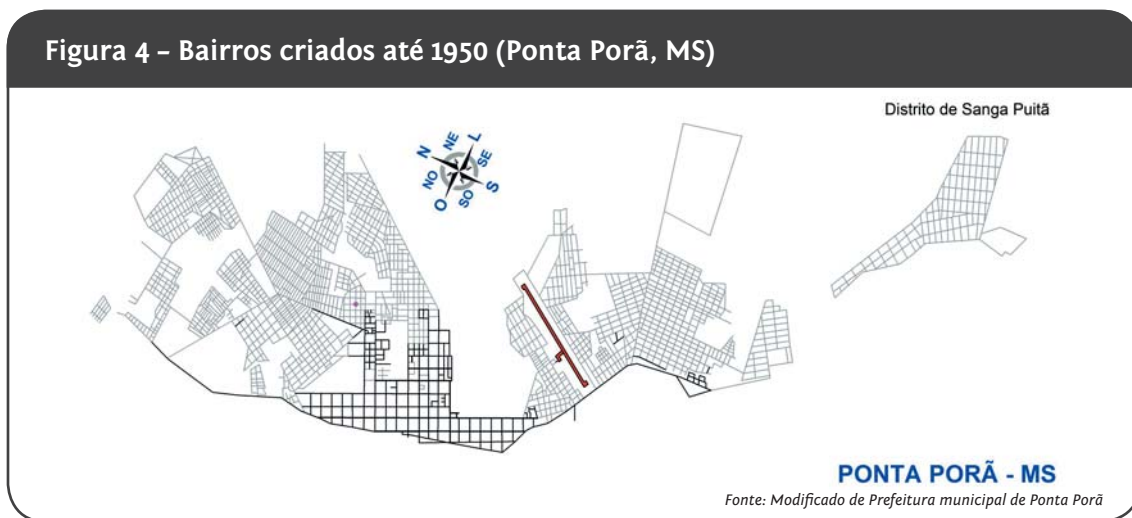 Figura 4 – Bairros criados até 1950 (Ponta Porã, MS)
Distrito de Sanga Puitã
N
NE
L
NO
SE
O
SO
S
PONTA PORÃ - MS
Fonte: Modificado de Prefeitura municipal de Ponta Porã